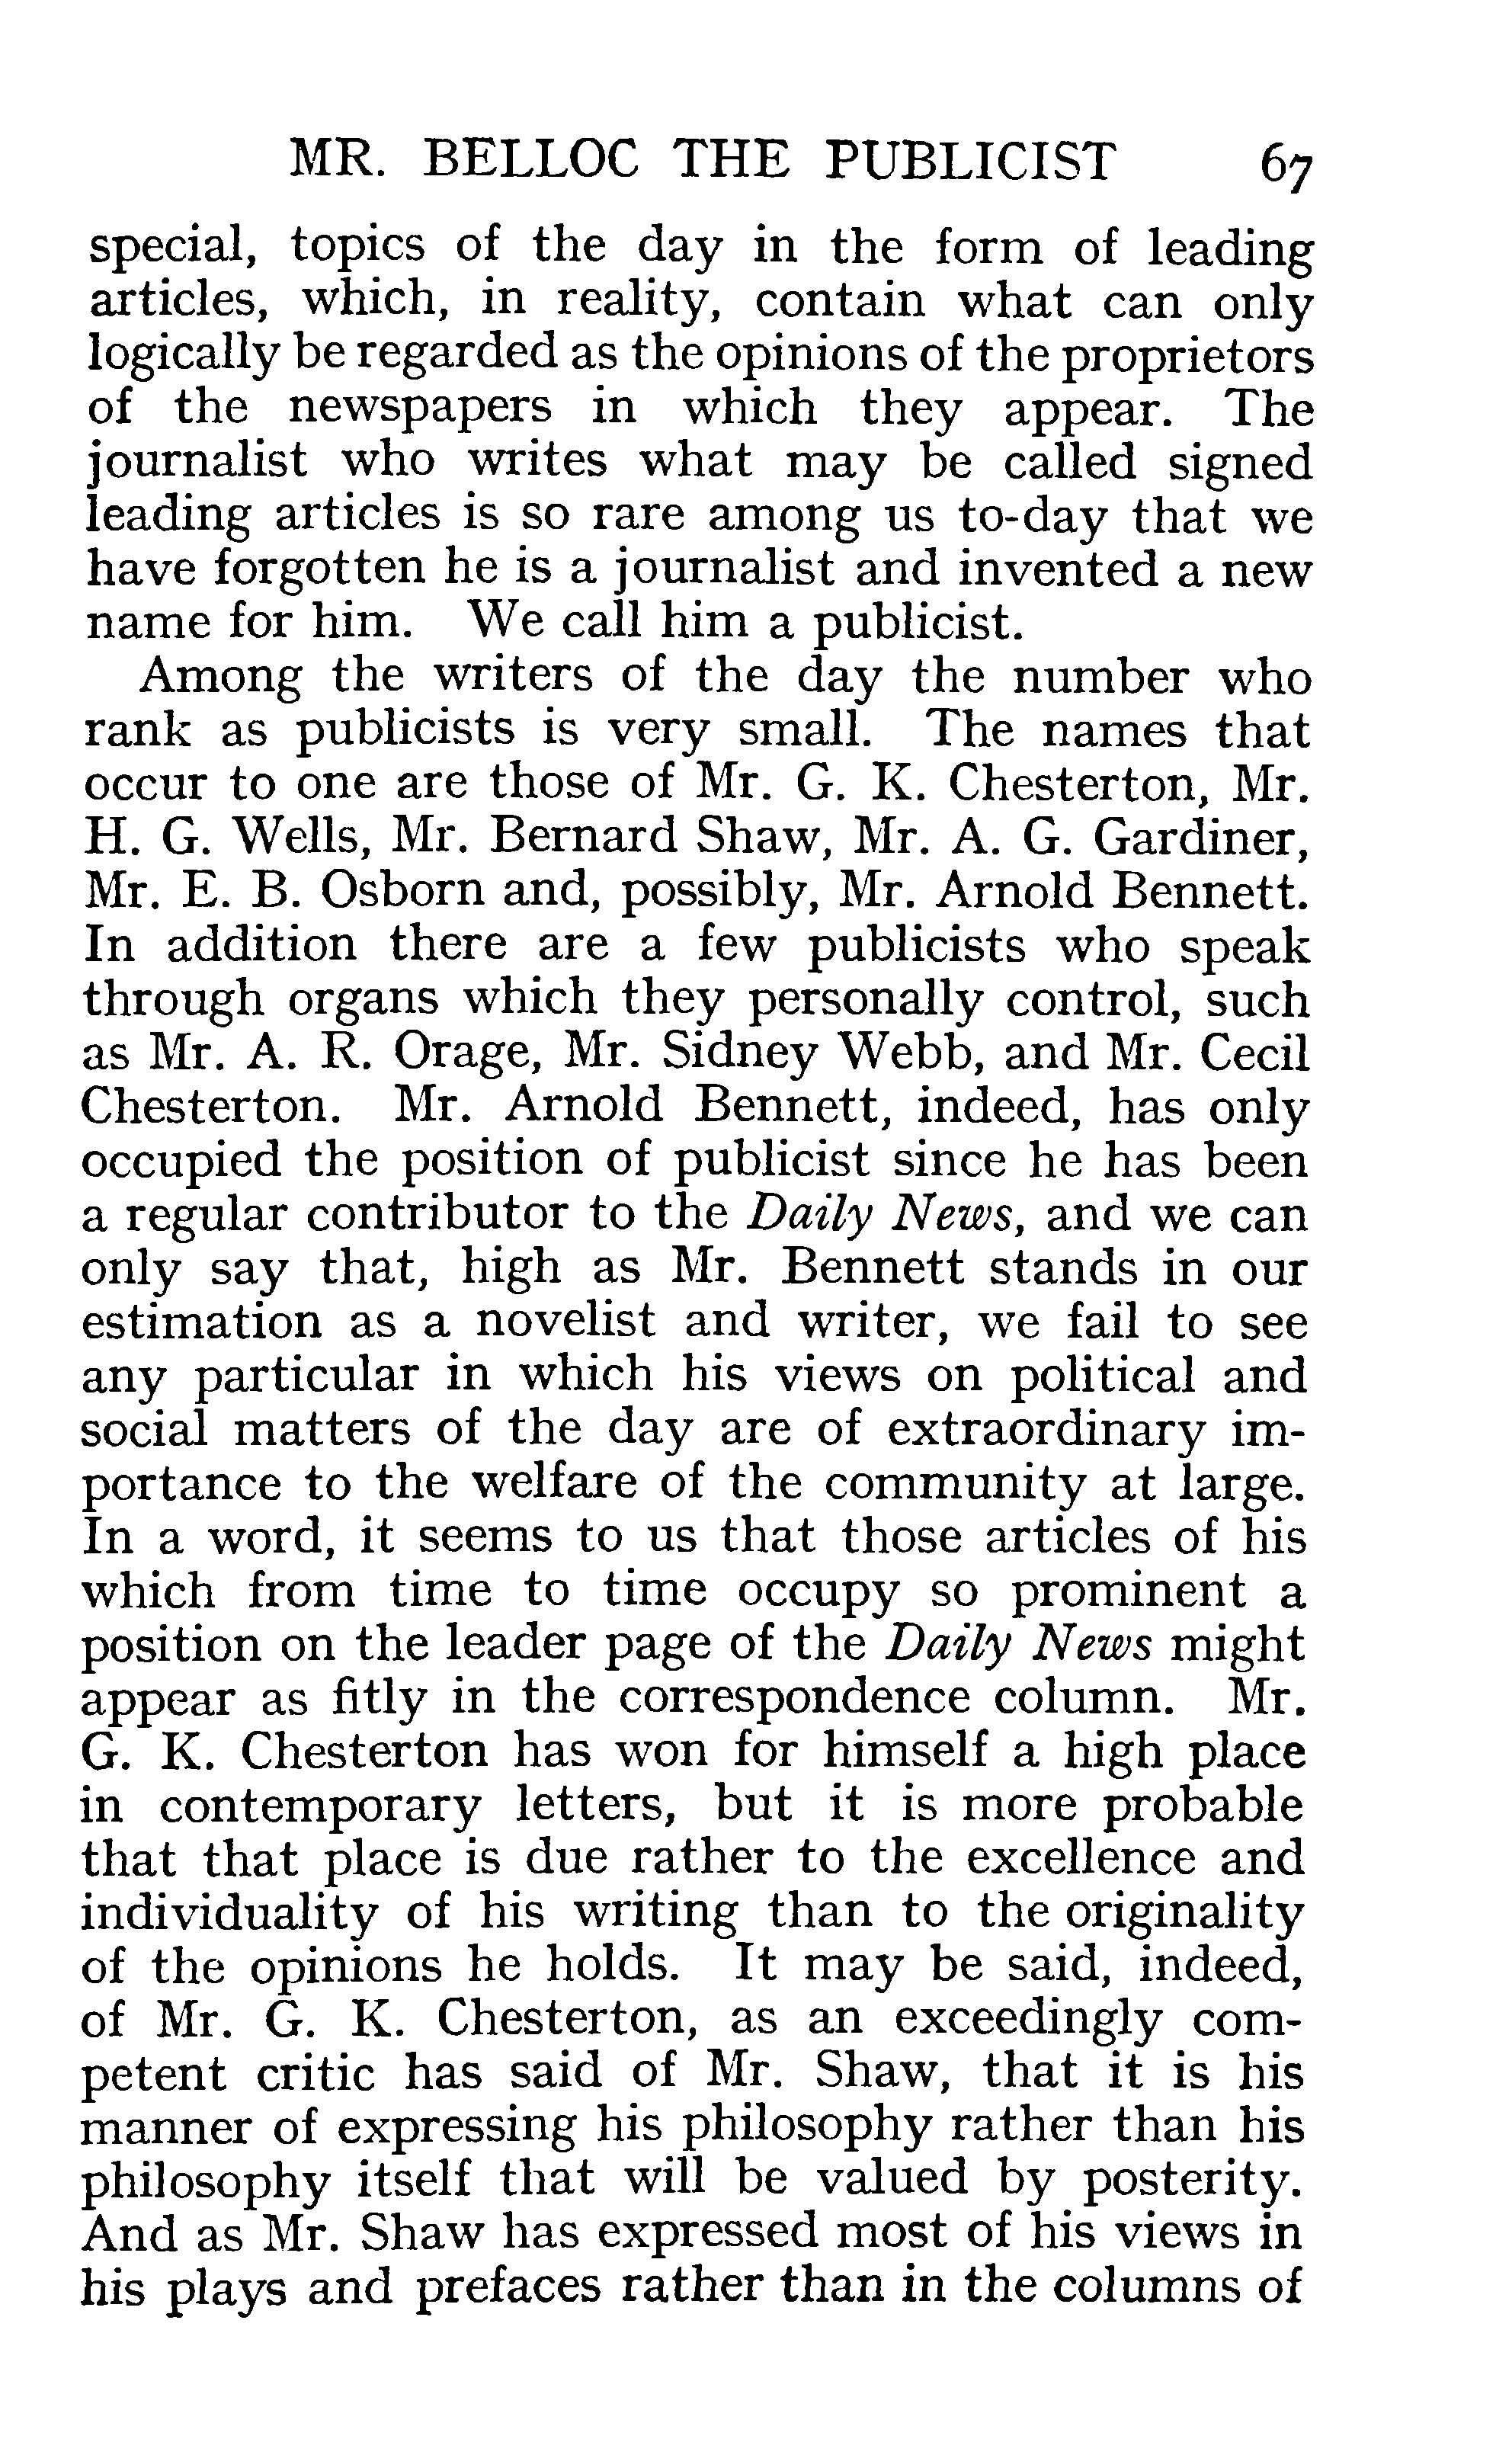 MR. BELLOC THE PUBLICIST 67
special, topics of the day in the form of leading
articles, which, in reality, contain what can only
logically be regarded as the opinions of the proprietors
of the newspapers in which they appear. The
journalist who writes what may be called signed
leading articles is so rare among us to-day that we
have forgotten he is a journalist and invented a new
name for him. We call him a publicist.
Among the writers of the day the number who
rank as publicists is very small. The names that
occur to one are those of Mr. G. K. Chesterton, Mr.
H. G. Wells, Mr. Bernard Shaw, Mr. A. G. Gardiner,
Mr. E. B. Osborn and, possibly, Mr. Arnold Bennett.
In addition there are a few publicists who speak
through organs which they personally control, such
as Mr. A. R. Orage, Mr. Sidney Webb, and Mr. Cecil
Chesterton. Mr. Arnold Bennett, indeed, has only
occupied the position of publicist since he has been
a regular contributor to the Daily News, and we can
only say that, high as Mr. Bennett stands in our
estimation as a novelist and writer, we fail to see
any particular in which his views on political and
social matters of the day are of extraordinary im-
portance to the welfare of the community at large.
In a word, it seems to us that those articles of his
which from time to time occupy so prominent a
position on the leader page of the Daily News might
appear as fitly in the correspondence column. Mr.
G. K. Chesterton has won for himself a high place
in contemporary letters, but it is more probable
that that place is due rather to the excellence and
individuality of his writing than to the originality
of the opinions he holds. It may be said, indeed,
of Mr. G. K. Chesterton, as an exceedingly com-
petent critic has said of Mr. Shaw, that it is his
manner of expressing his philosophy rather than his
philosophy itself that will be valued by posterity.
And as Mr. Shaw has expressed most of his views in
his plays and prefaces rather than in the columns of